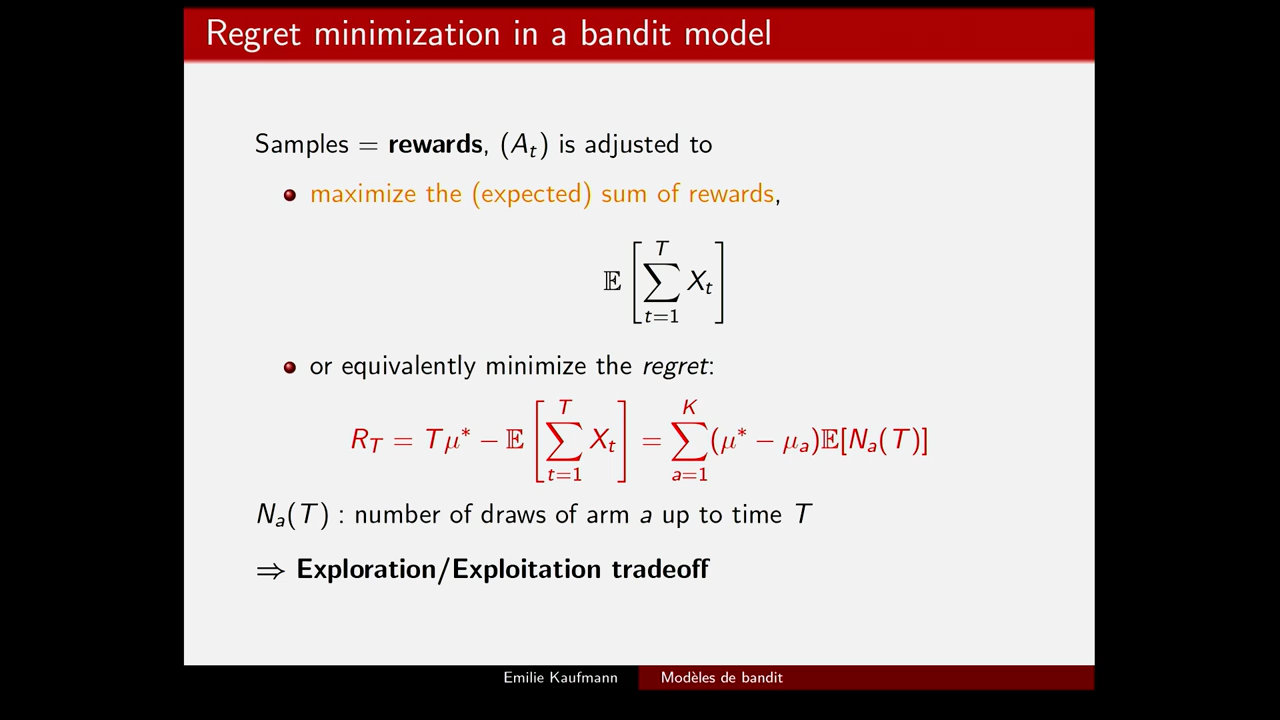 Regret minimization in a bandit model
Samples = rewards, (A_t) is adjusted to
maximize the (expected) sum of rewards,
𝔼 [ ∑_{t=1}^{T} X_t ]
or equivalently minimize the regret:
R_T = Tμ* − 𝔼 [ ∑_{t=1}^{T} X_t ] = ∑_{a=1}^{K} (μ* − μ_a)𝔼[N_a(T)]
N_a(T) : number of draws of arm a up to time T
⇒ Exploration/Exploitation tradeoff
Emilie Kaufmann
Modèles de bandit